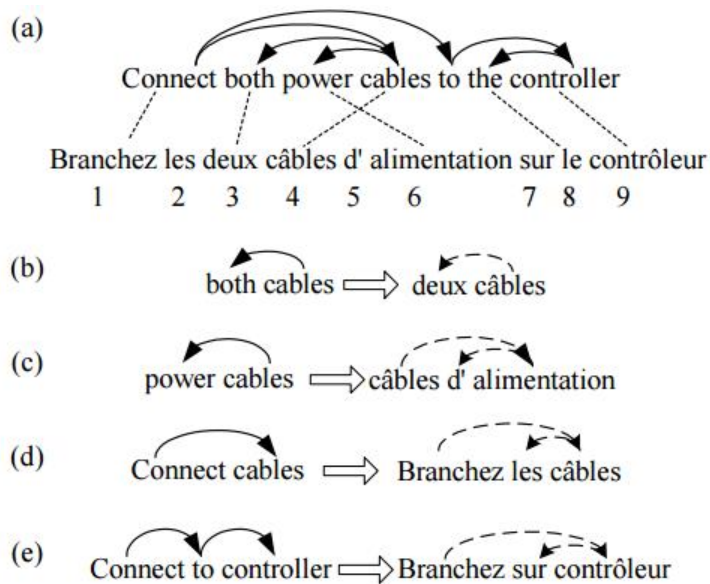 (a)
Connect both power cables to the controller
Branchez les deux câbles d' alimentation sur le contrôleur
1 2 3 4 5 6 7 8 9
(b) both cables deux câbles
(c) power cables câbles d' alimentation
(d) Connect cables Branchez les câbles
(e) Connect to controller Branchez sur contrôleur